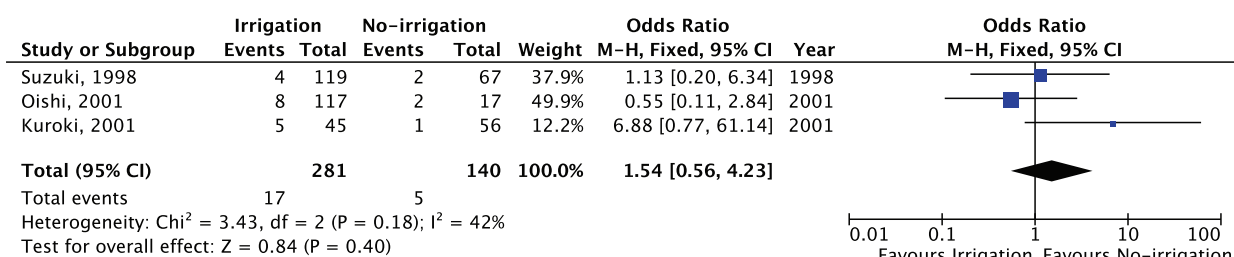 Irrigation No-irrigation Odds Ratio Odds Ratio
Study or Subgroup Events Total Events Total Weight M-H, Fixed, 95% CI Year M-H, Fixed, 95% CI
Suzuki, 1998 4 119 2 67 37.9% 1.13 [0.20, 6.34] 1998
Oishi, 2001 8 117 2 17 49.9% 0.55 [0.11, 2.84] 2001
Kuroki, 2001 5 45 1 56 12.2% 6.88 [0.77, 61.14] 2001
Total (95% CI) 281 140 100.0% 1.54 [0.56, 4.23]
Total events 17 5
Heterogeneity: Chi² = 3.43, df = 2 (P = 0.18); I² = 42%
Test for overall effect: Z = 0.84 (P = 0.40)
0.01 0.1 1 10 100
Favours Irrigation Favours No-irrigation